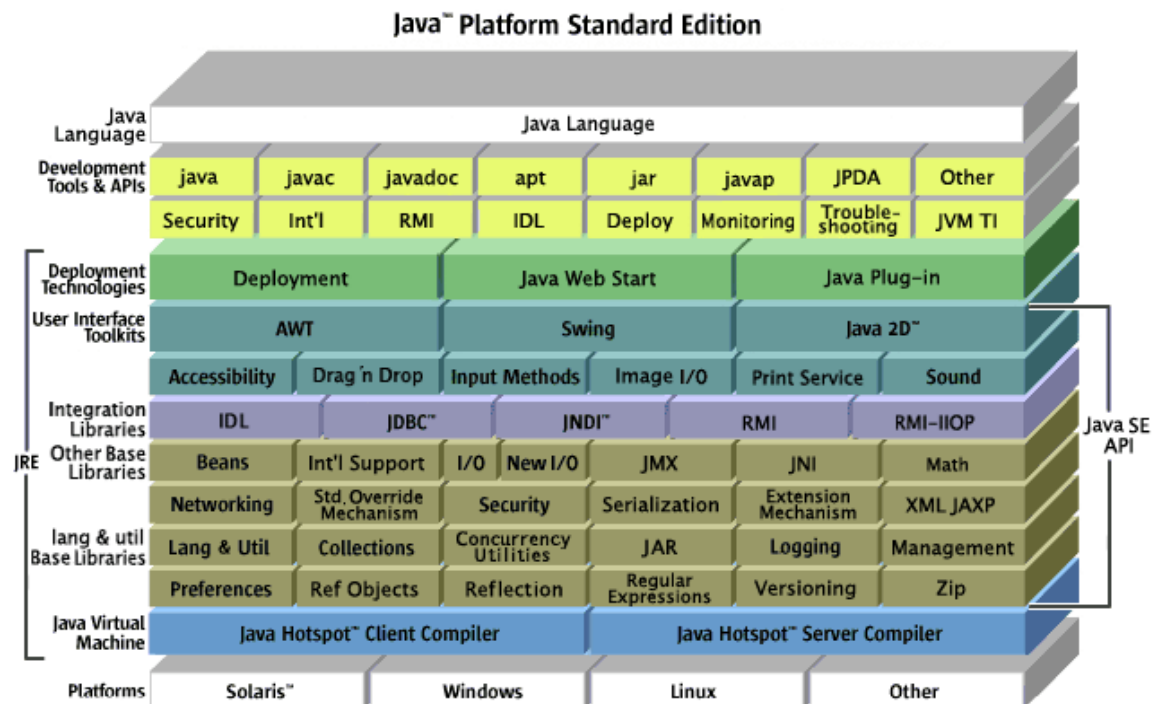 Java™ Platform Standard Edition
Java
Language
Java Language
Development
Tools & APIs
java
javac
javadoc
apt
jar
javap
JPDA
Other
Security
Int'l
RMI
IDL
Deploy
Monitoring
Trouble-
shooting
JVM TI
Deployment
Technologies
Deployment
Java Web Start
Java Plug-in
User Interface
Toolkits
AWT
Swing
Java 2D™
Accessibility
Drag 'n Drop
Input Methods
Image I/O
Print Service
Sound
Integration
Libraries
IDL
JDBC™
JNDI™
RMI
RMI-IIOP
Java SE
API
JRE
Other Base
Libraries
Beans
Int'l Support
I/O
New I/O
JMX
JNI
Math
Networking
Std. Override
Mechanism
Security
Serialization
Extension
Mechanism
XML JAXP
lang & util
Base Libraries
Lang & Util
Collections
Concurrency
Utilities
JAR
Logging
Management
Preferences
Ref Objects
Reflection
Regular
Expressions
Versioning
Zip
Java Virtual
Machine
Java Hotspot™ Client Compiler
Java Hotspot™ Server Compiler
Platforms
Solaris™
Windows
Linux
Other